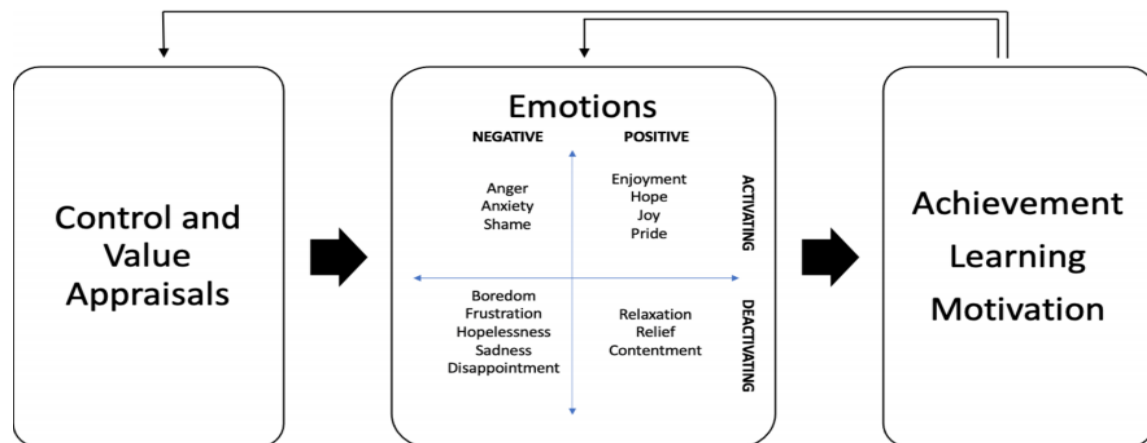 Control and
Value
Appraisals
Emotions
NEGATIVE
POSITIVE
Anger
Anxiety
Shame
Enjoyment
Hope
Joy
Pride
ACTIVATING
Boredom
Frustration
Hopelessness
Sadness
Disappointment
Relaxation
Relief
Contentment
DEACTIVATING
Achievement
Learning
Motivation